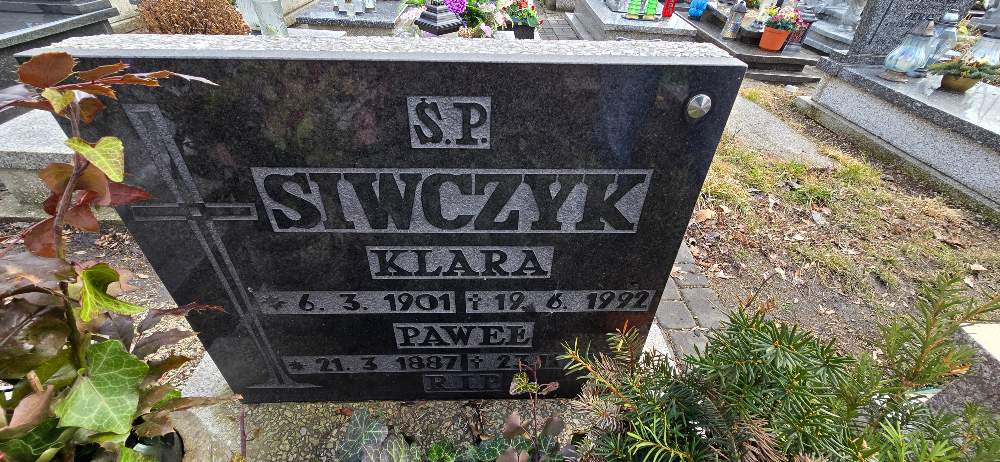 Ś.P.
SIWCZYK
KLARA
* 6. 3. 1901 ✝ 19. 6. 1992
PAWEŁ
* 21. 3. 1887 ✝
R.I.P.